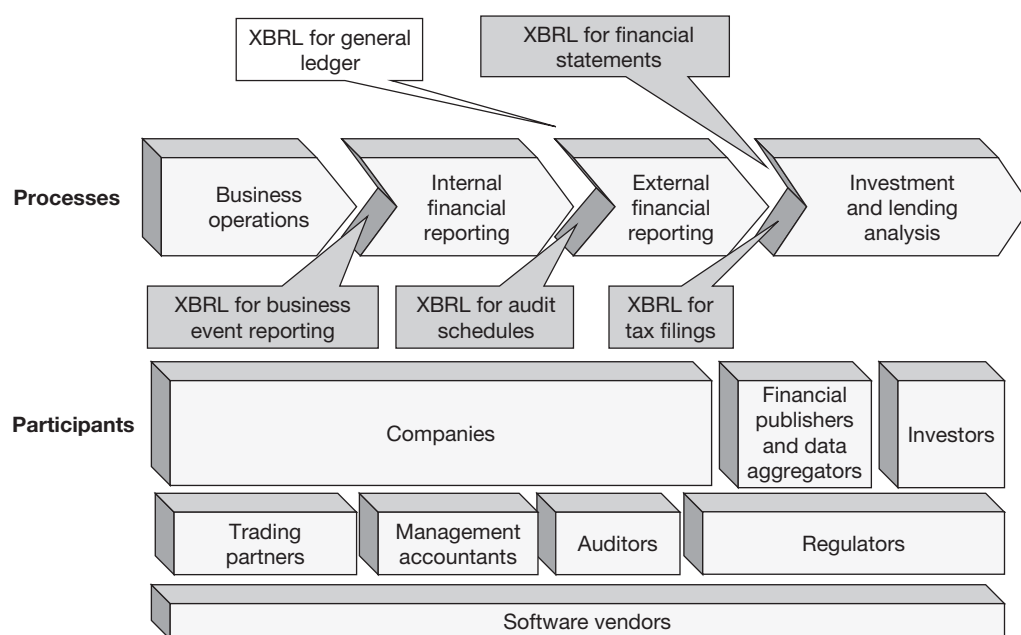 XBRL for general
ledger
XBRL for financial
statements
Processes
Business
operations
Internal
financial
reporting
External
financial
reporting
Investment
and lending
analysis
XBRL for business
event reporting
XBRL for audit
schedules
XBRL for
tax filings
Participants
Companies
Financial
publishers
and data
aggregators
Investors
Trading
partners
Management
accountants
Auditors
Regulators
Software vendors